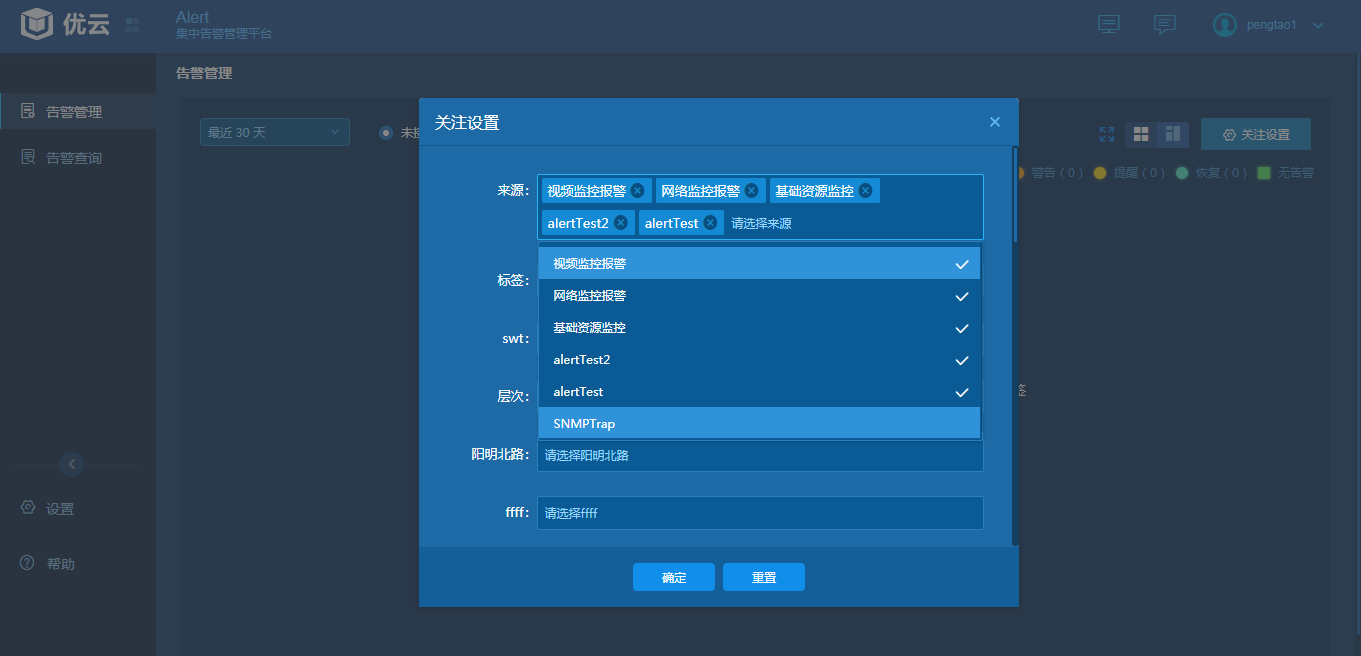 优云
Alert
集中告警管理平台
pengtao1
告警管理
告警管理
告警查询
设置
帮助
最近 30 天
未接
关注设置
警告 ( 0 )
提醒 ( 0 )
恢复 ( 0 )
无告警
关注设置
来源:
视频监控报警
网络监控报警
基础资源监控
alertTest2
alertTest
请选择来源
视频监控报警
网络监控报警
基础资源监控
alertTest2
alertTest
SNMPTrap
标签:
swt:
层次:
阳明北路:
请选择阳明北路
ffff:
请选择ffff
确定
重置